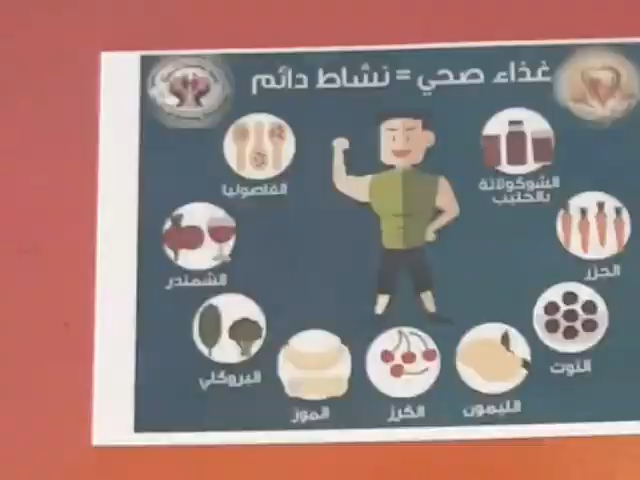 غذاء صحي = نشاط دائم
الشوكولاتة
بالحليب
الفاصوليا
الجزر
الشمندر
التوت
البروكلي
الليمون
الكرز
الموز